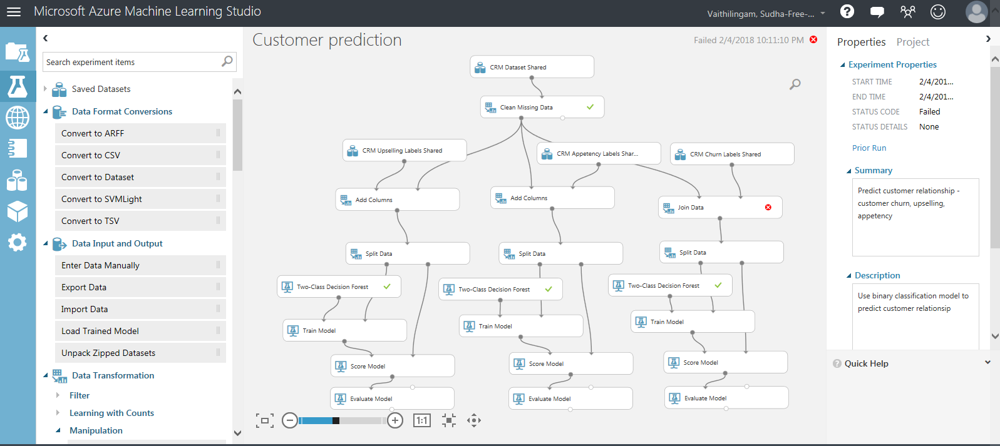 Microsoft Azure Machine Learning Studio
Vaithilingam, Sudha-Free-...
Search experiment items
Saved Datasets
Data Format Conversions
Convert to ARFF
Convert to CSV
Convert to Dataset
Convert to SVMLight
Convert to TSV
Data Input and Output
Enter Data Manually
Export Data
Import Data
Load Trained Model
Unpack Zipped Datasets
Data Transformation
Filter
Learning with Counts
Manipulation
Customer prediction
Failed 2/4/2018 10:11:10 PM
CRM Dataset Shared
Clean Missing Data
CRM Upselling Labels Shared
CRM Appetency Labels Shar...
CRM Churn Labels Shared
Add Columns
Add Columns
Join Data
Split Data
Split Data
Split Data
Two-Class Decision Forest
Two-Class Decision Forest
Two-Class Decision Forest
Train Model
Train Model
Train Model
Score Model
Score Model
Score Model
Evaluate Model
Evaluate Model
Evaluate Model
1:1
Properties Project
Experiment Properties
START TIME 2/4/201...
END TIME 2/4/201...
STATUS CODE Failed
STATUS DETAILS None
Prior Run
Summary
Predict customer relationship -
customer churn, upselling,
appetency
Description
Use binary classification model to
predict customer relationsip
Quick Help